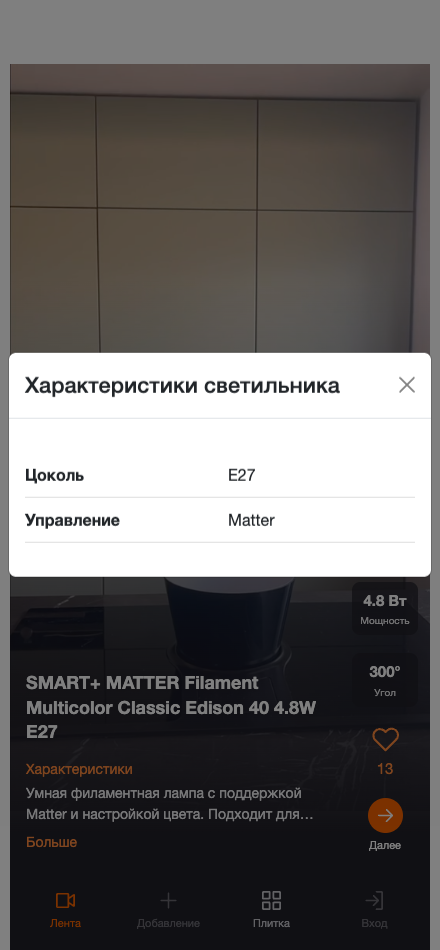 Характеристики светильника
Цоколь E27
Управление Matter
4.8 Вт
Мощность
300°
Угол
SMART+ MATTER Filament
Multicolor Classic Edison 40 4.8W
E27
Характеристики
13
Умная филаментная лампа с поддержкой
Matter и настройкой цвета. Подходит для...
Больше
Далее
Лента Добавление Плитка Вход